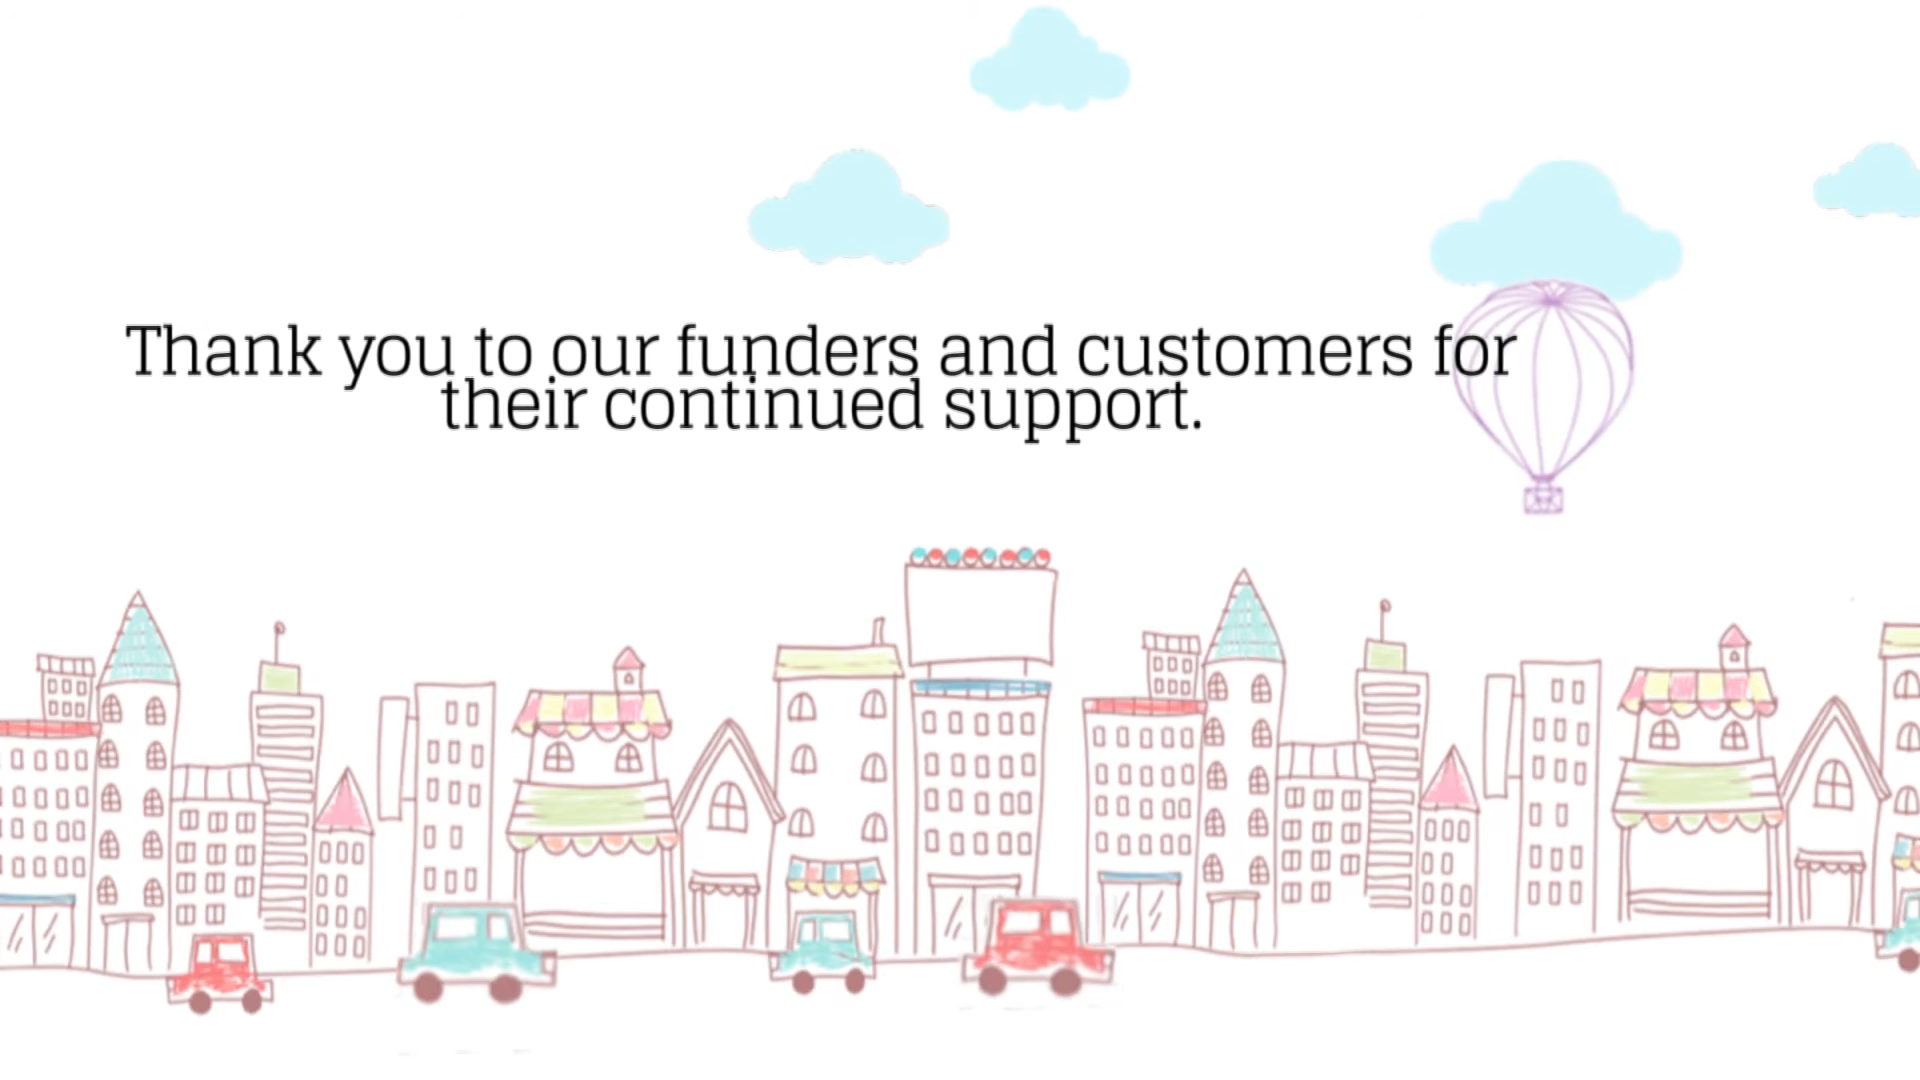 Thank you to our funders and customers for
their continued support.